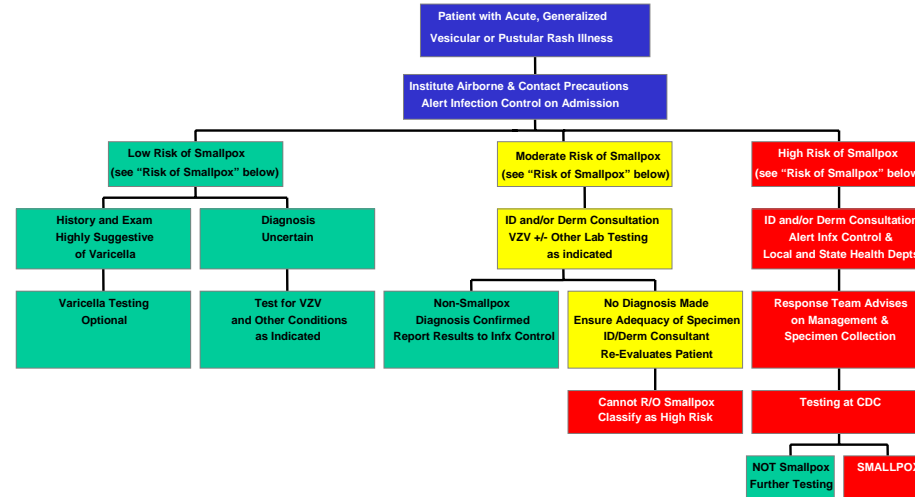 Patient with Acute, Generalized
Vesicular or Pustular Rash Illness
Institute Airborne & Contact Precautions
Alert Infection Control on Admission
Low Risk of Smallpox
(see “Risk of Smallpox” below)
Moderate Risk of Smallpox
(see “Risk of Smallpox” below)
High Risk of Smallpox
(see “Risk of Smallpox” below
History and Exam
Highly Suggestive
of Varicella
Diagnosis
Uncertain
ID and/or Derm Consultation
VZV +/- Other Lab Testing
as indicated
ID and/or Derm Consultation
Alert Infx Control &
Local and State Health Depts
Varicella Testing
Optional
Test for VZV
and Other Conditions
as Indicated
Non-Smallpox
Diagnosis Confirmed
Report Results to Infx Control
No Diagnosis Made
Ensure Adequacy of Specimen
ID/Derm Consultant
Re-Evaluates Patient
Response Team Advises
on Management &
Specimen Collection
Cannot R/O Smallpox
Classify as High Risk
Testing at CDC
NOT Smallpox
Further Testing
SMALLPOX